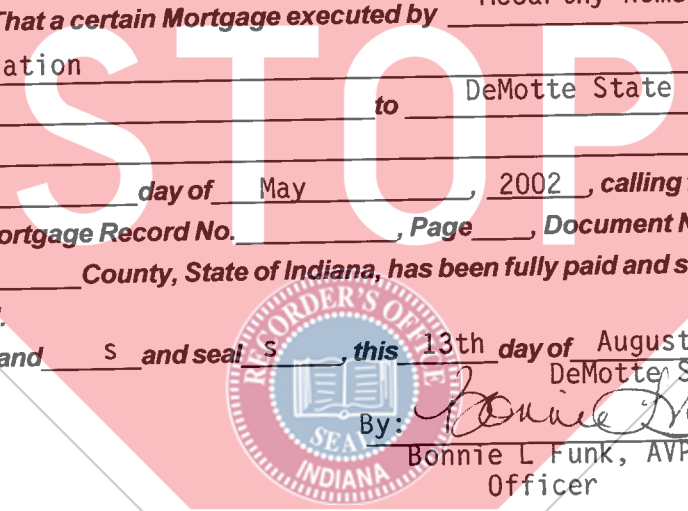 That a certain Mortgage executed by
ation
to DeMotte State
day of May , 2002 , calling
ortgage Record No. , Page , Document N
County, State of Indiana, has been fully paid and s
and S and seal S , this 13th day of August
DeMotte S
By: Bonnie
Bonnie L Funk, AVP
Officer
STOP
RECORDER'S OFFICE
SEAL
INDIANA